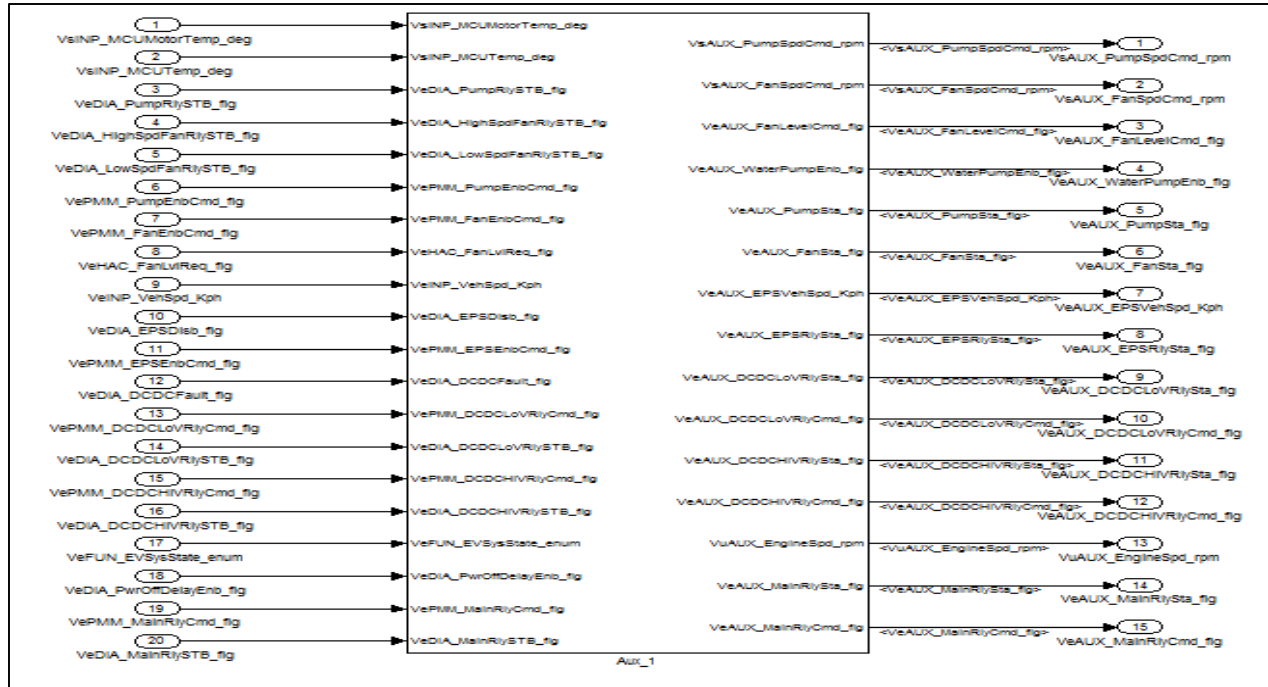 1
VsINP_MCUMotorTemp_deg
2
VsINP_MCUTemp_deg
3
VeDIA_PumpRlySTB_flg
4
VeDIA_HighSpdFanRlySTB_flg
5
VeDIA_LowSpdFanRlySTB_flg
6
VePMM_PumpEnbCmd_flg
7
VePMM_FanEnbCmd_flg
8
VeHAC_FanLvlReq_flg
9
VeINP_VehSpd_Kph
10
VeDIA_EPSDisb_flg
11
VePMM_EPSEnbCmd_flg
12
VeDIA_DCDCFault_flg
13
VePMM_DCDCLoVRlyCmd_flg
14
VeDIA_DCDCLoVRlySTB_flg
15
VePMM_DCDCHiVRlyCmd_flg
16
VeDIA_DCDCHiVRlySTB_flg
17
VeFUN_EVSysState_enum
18
VeDIA_PwrOffDelayEnb_flg
19
VePMM_MainRlyCmd_flg
20
VeDIA_MainRlySTB_flg
VsINP_MCUMotorTemp_deg
VsINP_MCUTemp_deg
VeDIA_PumpRlySTB_flg
VeDIA_HighSpdFanRlySTB_flg
VeDIA_LowSpdFanRlySTB_flg
VePMM_PumpEnbCmd_flg
VePMM_FanEnbCmd_flg
VeHAC_FanLvlReq_flg
VeINP_VehSpd_Kph
VeDIA_EPSDisb_flg
VePMM_EPSEnbCmd_flg
VeDIA_DCDCFault_flg
VePMM_DCDCLoVRlyCmd_flg
VeDIA_DCDCLoVRlySTB_flg
VePMM_DCDCHiVRlyCmd_flg
VeDIA_DCDCHiVRlySTB_flg
VeFUN_EVSysState_enum
VeDIA_PwrOffDelayEnb_flg
VePMM_MainRlyCmd_flg
VeDIA_MainRlySTB_flg
VsAUX_PumpSpdCmd_rpm
VsAUX_FanSpdCmd_rpm
VeAUX_FanLevelCmd_flg
VeAUX_WaterPumpEnb_flg
VeAUX_PumpSta_flg
VeAUX_FanSta_flg
VeAUX_EPSVehSpd_Kph
VeAUX_EPSRlySta_flg
VeAUX_DCDCLoVRlySta_flg
VeAUX_DCDCLoVRlyCmd_flg
VeAUX_DCDCHiVRlySta_flg
VeAUX_DCDCHiVRlyCmd_flg
VuAUX_EngineSpd_rpm
VeAUX_MainRlySta_flg
VeAUX_MainRlyCmd_flg
<VsAUX_PumpSpdCmd_rpm>
<VsAUX_FanSpdCmd_rpm>
<VeAUX_FanLevelCmd_flg>
<VeAUX_WaterPumpEnb_flg>
<VeAUX_PumpSta_flg>
<VeAUX_FanSta_flg>
<VeAUX_EPSVehSpd_Kph>
<VeAUX_EPSRlySta_flg>
<VeAUX_DCDCLoVRlySta_flg>
<VeAUX_DCDCLoVRlyCmd_flg>
<VeAUX_DCDCHiVRlySta_flg>
<VeAUX_DCDCHiVRlyCmd_flg>
<VuAUX_EngineSpd_rpm>
<VeAUX_MainRlySta_flg>
<VeAUX_MainRlyCmd_flg>
1
VsAUX_PumpSpdCmd_rpm
2
VsAUX_FanSpdCmd_rpm
3
VeAUX_FanLevelCmd_flg
4
VeAUX_WaterPumpEnb_flg
5
VeAUX_PumpSta_flg
6
VeAUX_FanSta_flg
7
VeAUX_EPSVehSpd_Kph
8
VeAUX_EPSRlySta_flg
9
VeAUX_DCDCLoVRlySta_flg
10
VeAUX_DCDCLoVRlyCmd_flg
11
VeAUX_DCDCHiVRlySta_flg
12
VeAUX_DCDCHiVRlyCmd_flg
13
VuAUX_EngineSpd_rpm
14
VeAUX_MainRlySta_flg
15
VeAUX_MainRlyCmd_flg
Aux_1